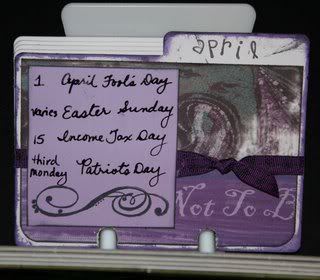 april
1 April Fool's Day
varies Easter Sunday
15 Income Tax Day
third monday Patriots Day
Not To B